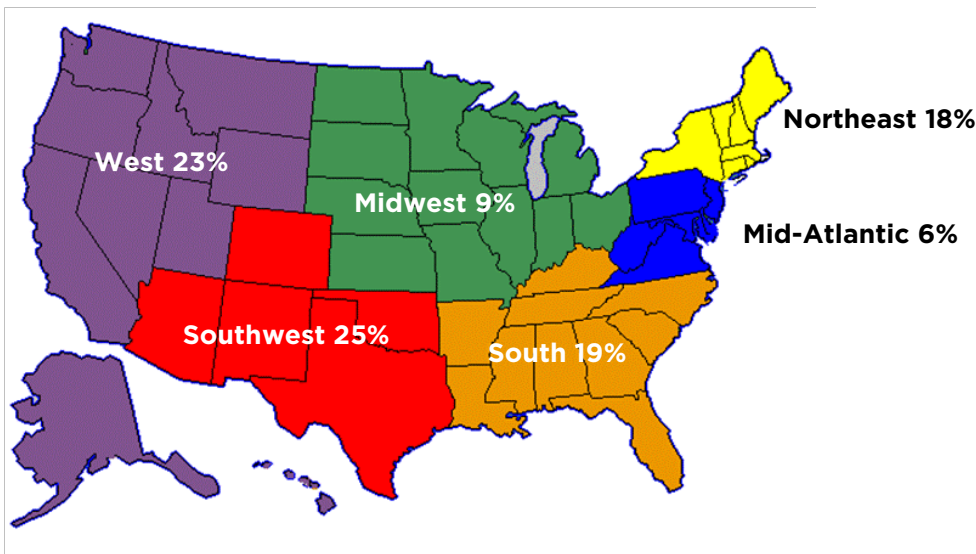 Northeast 18%
West 23%
Midwest 9%
Mid-Atlantic 6%
Southwest 25%
South 19%